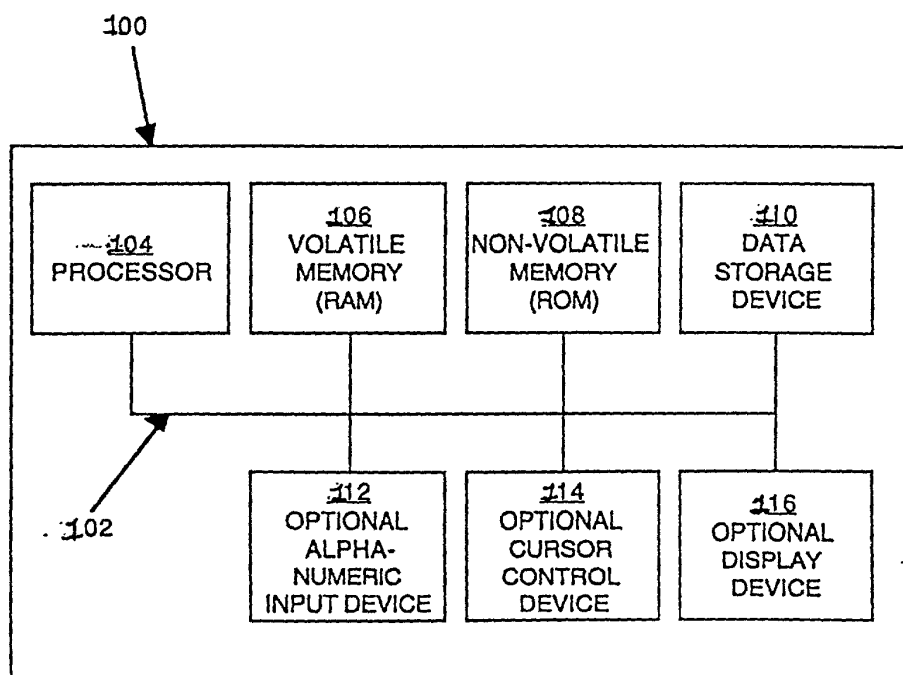 100
104
PROCESSOR
106
VOLATILE
MEMORY
(RAM)
108
NON-VOLATILE
MEMORY
(ROM)
110
DATA
STORAGE
DEVICE
102
112
OPTIONAL
ALPHA-
NUMERIC
INPUT DEVICE
114
OPTIONAL
CURSOR
CONTROL
DEVICE
116
OPTIONAL
DISPLAY
DEVICE